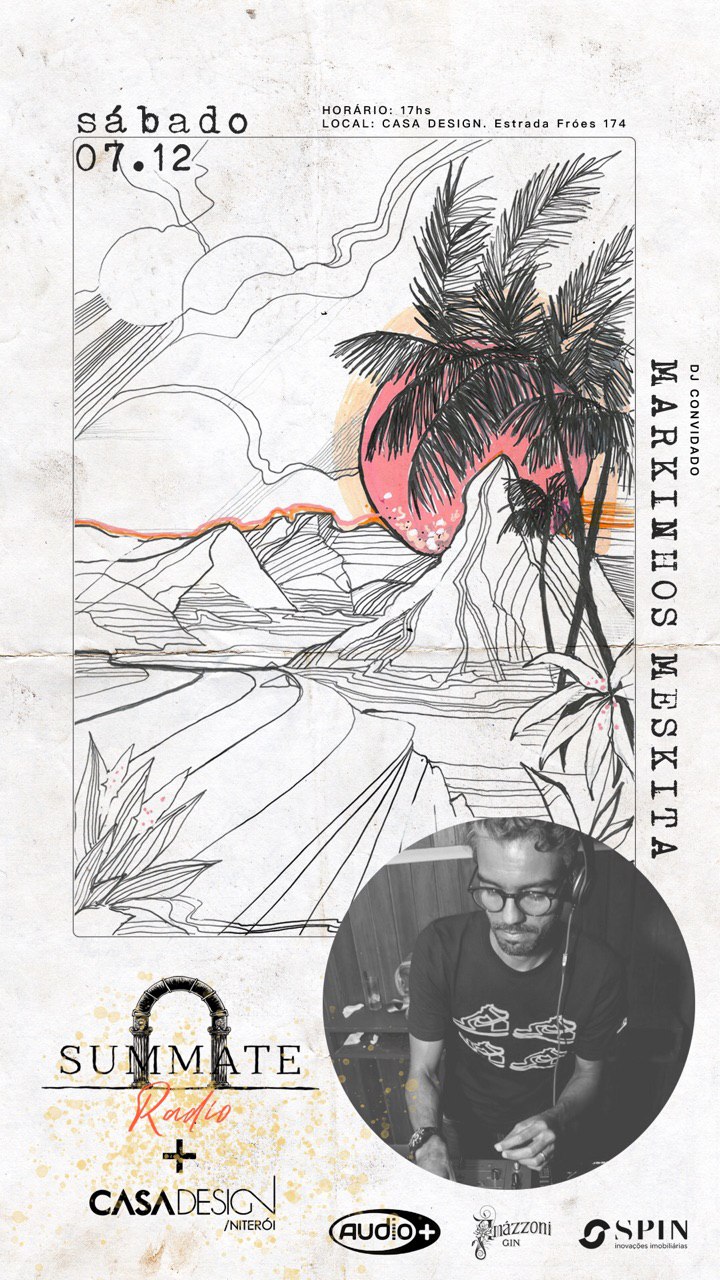 sábado
07.12
HORÁRIO: 17hs
LOCAL: CASA DESIGN. Estrada Fróes 174
DJ CONVIDADO
MARKINHOS MESKITA
SUMMATE
Radio
+
CASADESIGN
/NITERÓI
AUDIO+
Amázzoni
GIN
SPIN
inovações imobiliárias